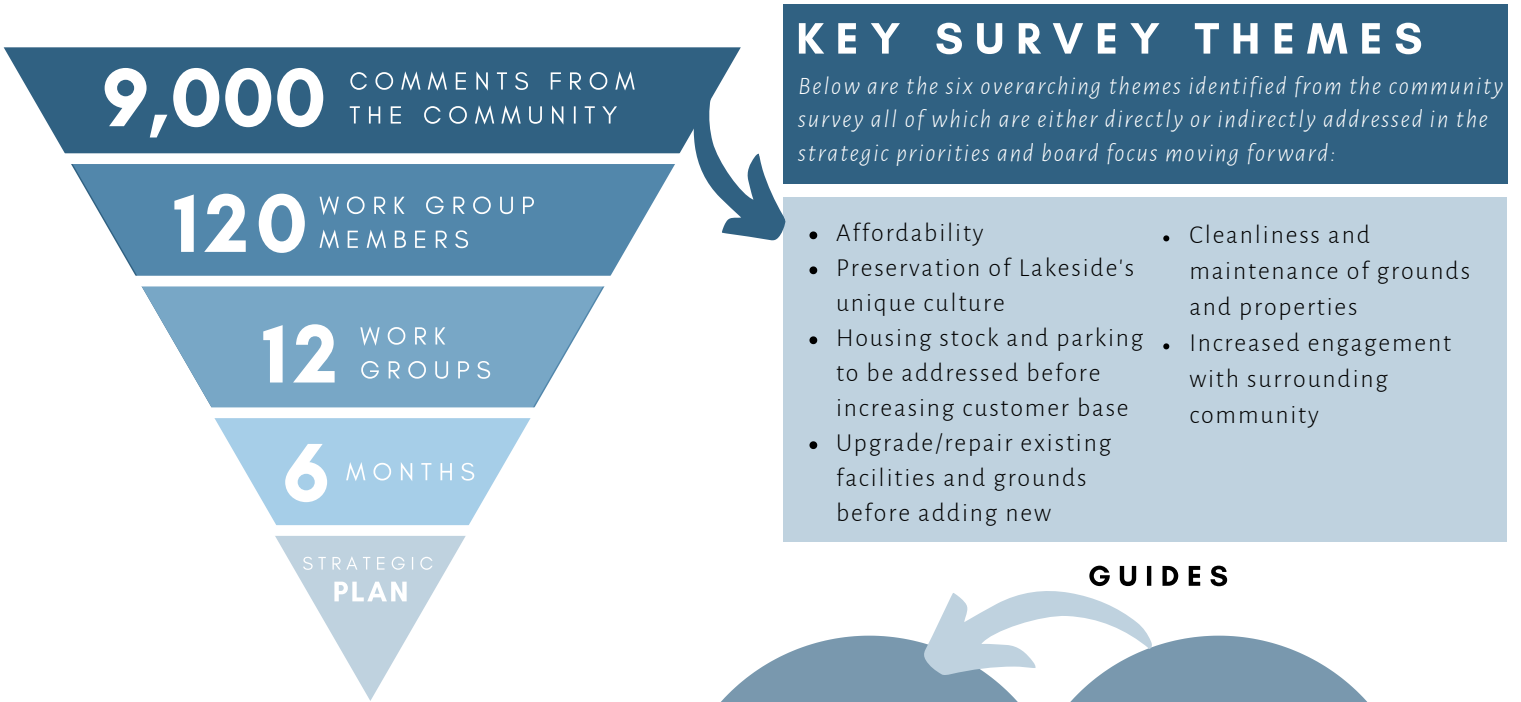 9,000 COMMENTS FROM
THE COMMUNITY
120 WORK GROUP
MEMBERS
12 WORK
GROUPS
6 MONTHS
STRATEGIC
PLAN
KEY SURVEY THEMES
Below are the six overarching themes identified from the community
survey all of which are either directly or indirectly addressed in the
strategic priorities and board focus moving forward:
• Affordability
• Preservation of Lakeside's
unique culture
• Housing stock and parking
to be addressed before
increasing customer base
• Upgrade/repair existing
facilities and grounds
before adding new
• Cleanliness and
maintenance of grounds
and properties
• Increased engagement
with surrounding
community
GUIDES